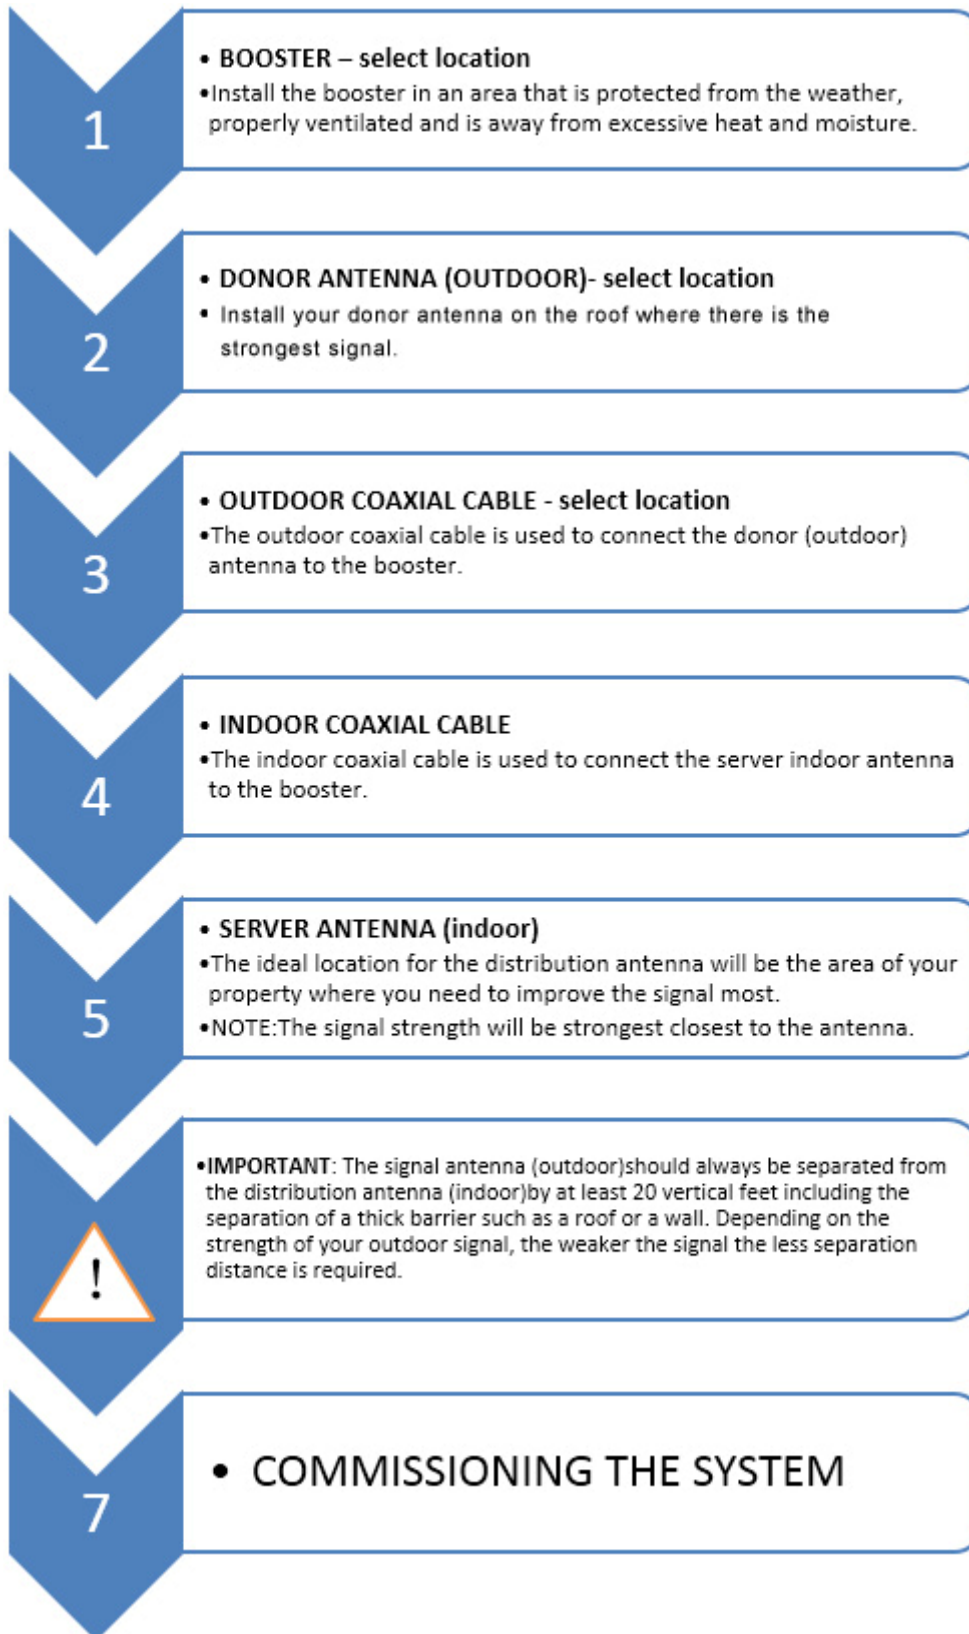 1
• BOOSTER – select location
•Install the booster in an area that is protected from the weather,
properly ventilated and is away from excessive heat and moisture.
2
• DONOR ANTENNA (OUTDOOR)- select location
• Install your donor antenna on the roof where there is the
strongest signal.
3
• OUTDOOR COAXIAL CABLE - select location
•The outdoor coaxial cable is used to connect the donor (outdoor)
antenna to the booster.
4
• INDOOR COAXIAL CABLE
•The indoor coaxial cable is used to connect the server indoor antenna
to the booster.
5
• SERVER ANTENNA (indoor)
•The ideal location for the distribution antenna will be the area of your
property where you need to improve the signal most.
•NOTE:The signal strength will be strongest closest to the antenna.
!
•IMPORTANT: The signal antenna (outdoor)should always be separated from
the distribution antenna (indoor)by at least 20 vertical feet including the
separation of a thick barrier such as a roof or a wall. Depending on the
strength of your outdoor signal, the weaker the signal the less separation
distance is required.
7
• COMMISSIONING THE SYSTEM